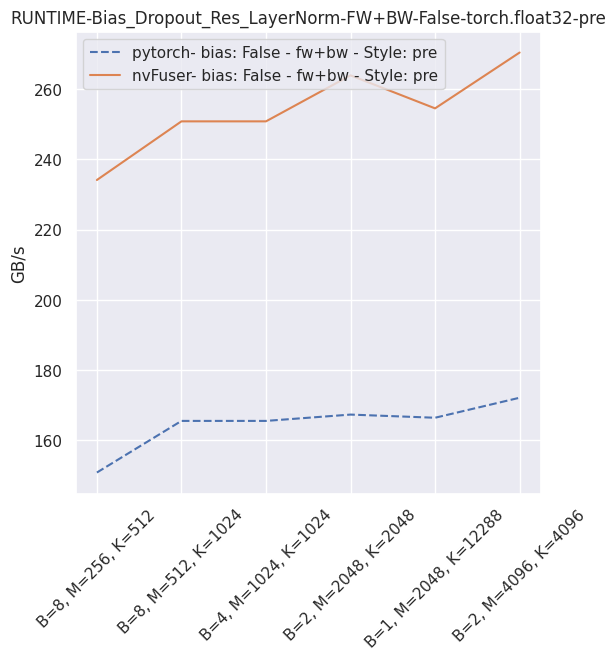 RUNTIME-Bias_Dropout_Res_LayerNorm-FW+BW-False-torch.float32-pre
pytorch- bias: False - fw+bw - Style: pre
nvFuser- bias: False - fw+bw - Style: pre
260
240
220
200
180
160
GB/s
B=8, M=256, K=512
B=8, M=512, K=1024
B=4, M=1024, K=1024
B=2, M=2048, K=2048
B=1, M=2048, K=12288
B=2, M=4096, K=4096